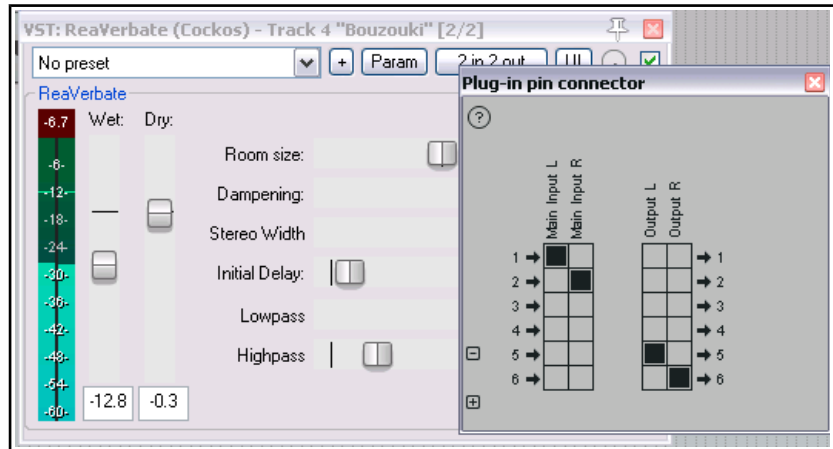 VST: ReaVerbate (Cockos) - Track 4 "Bouzouki" [2/2]
No preset + Param 2 in 2 out UI
ReaVerbate
Wet: Dry:
-6.7
-6-
-12-
-18-
-24-
-30-
-36-
-42-
-48-
-54-
-60-
-12.8 -0.3
Room size:
Dampening:
Stereo Width
Initial Delay:
Lowpass
Highpass
Plug-in pin connector
?
Main Input L
Main Input R
Output L
Output R
1 1
2 2
3 3
4 4
5 5
6 6